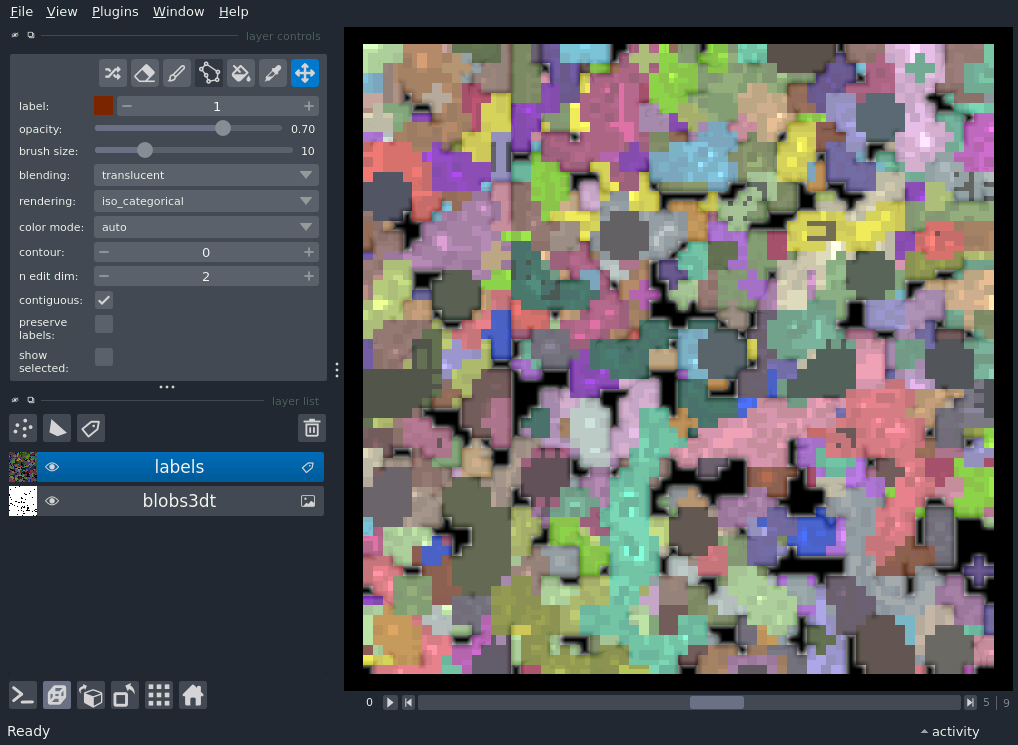 File View Plugins Window Help
layer controls
label: 1
opacity: 0.70
brush size: 10
blending: translucent
rendering: iso_categorical
color mode: auto
contour: 0
n edit dim: 2
contiguous:
preserve
labels:
show
selected:
layer list
labels
blobs3dt
0 5 | 9
Ready
activity